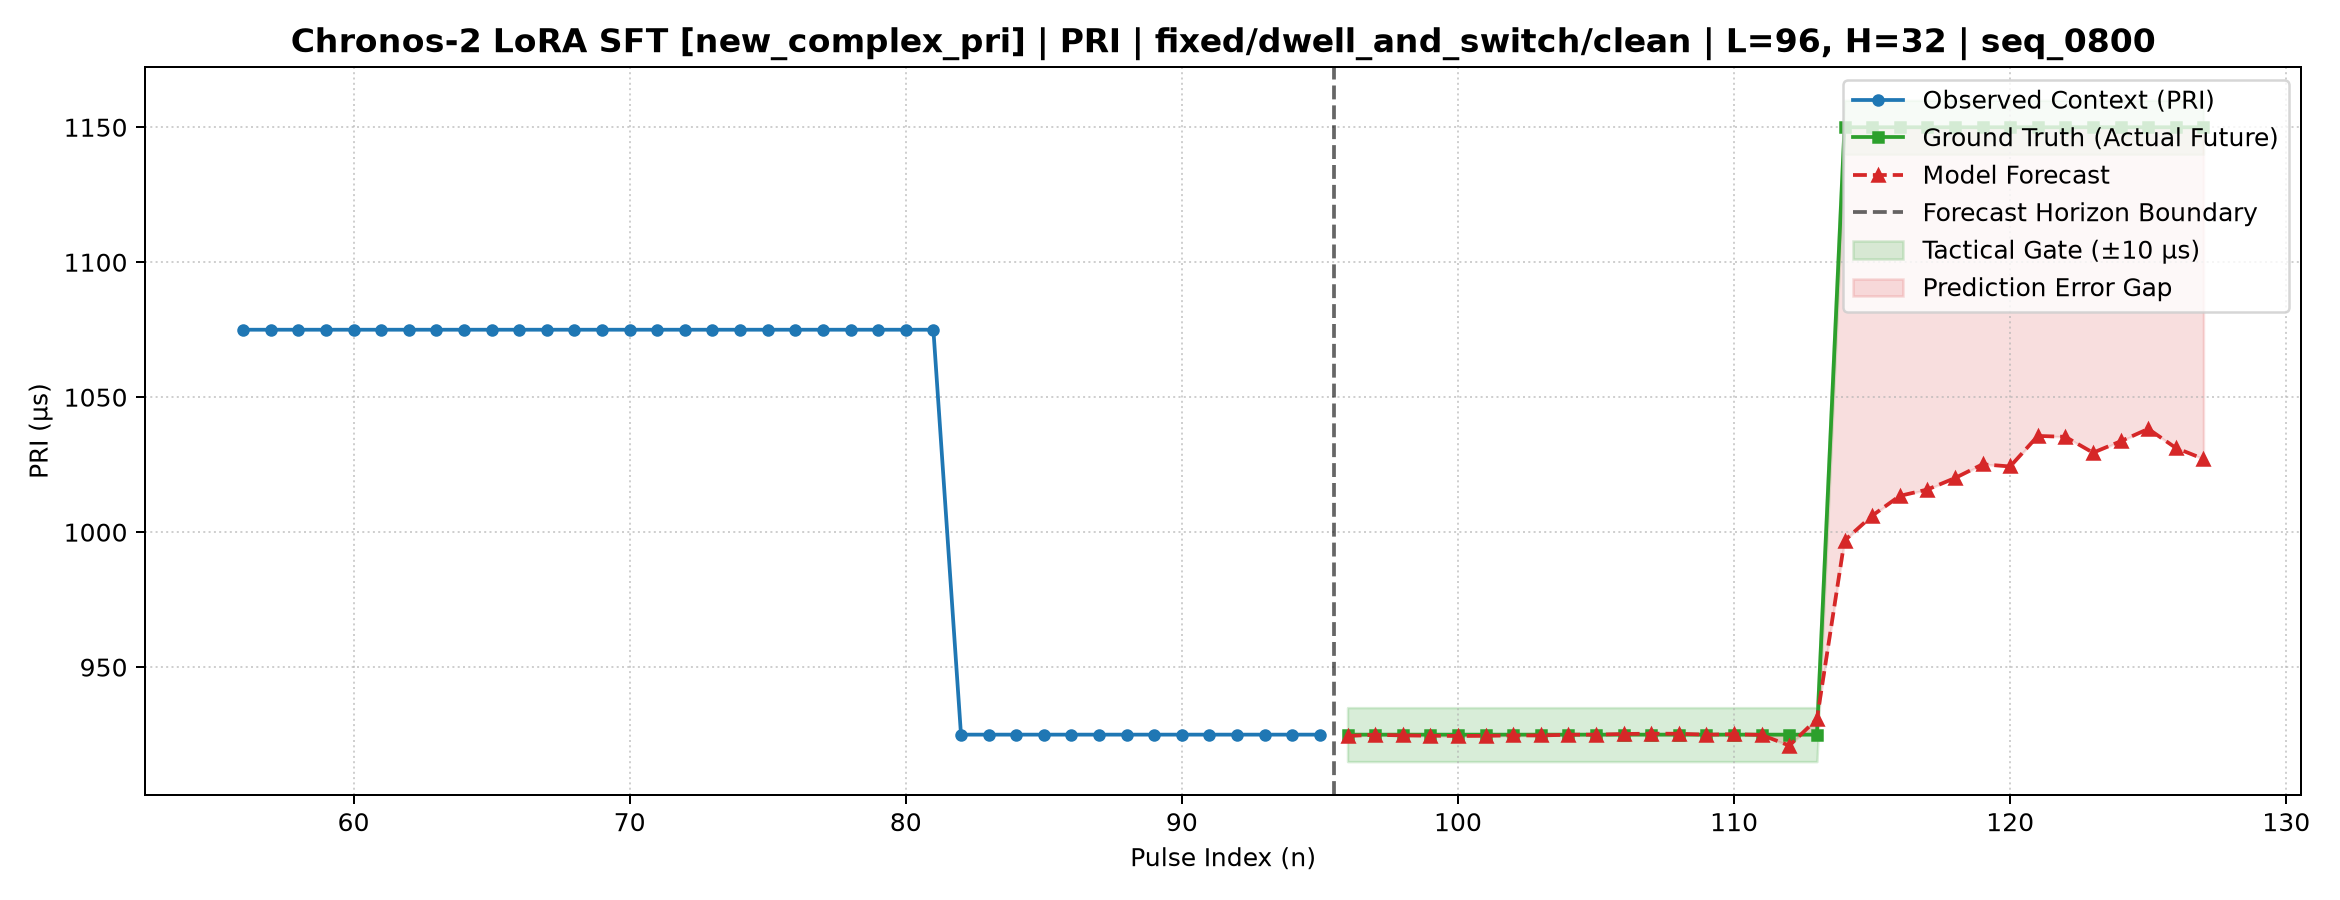 Chronos-2 LoRA SFT [new_complex_pri] | PRI | fixed/dwell_and_switch/clean | L=96, H=32 | seq_0800
PRI (μs)
1150
1100
1050
1000
950
Observed Context (PRI)
Ground Truth (Actual Future)
Model Forecast
Forecast Horizon Boundary
Tactical Gate (±10 μs)
Prediction Error Gap
60
70
80
90
100
110
120
130
Pulse Index (n)